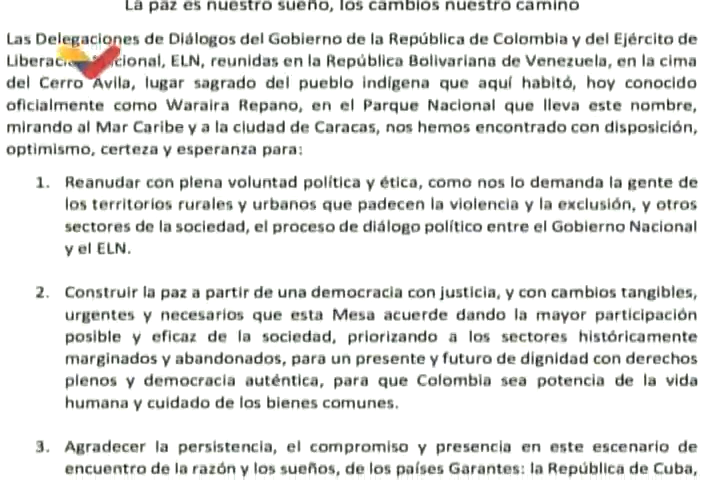 La paz es nuestro sueño, los cambios nuestro camino
Las Delegaciones de Diálogos del Gobierno de la República de Colombia y del Ejército de
cional, ELN, reunidas en la República Bolivariana de Venezuela, en la cima
del Cerro Ávila, lugar sagrado del pueblo indígena que aquí habitó, hoy conocido
oficialmente como Waraira Repano, en el Parque Nacional que lleva este nombre,
mirando al Mar Caribe y a la ciudad de Caracas, nos hemos encontrado con disposición,
optimismo, certeza y esperanza para:
1. Reanudar con plena voluntad política y ética, como nos lo demanda la gente de
los territorios rurales y urbanos que padecen la violencia y la exclusión, y otros
sectores de la sociedad, el proceso de diálogo político entre el Gobierno Nacional
y el ELN.
2. Construir la paz a partir de una democracia con justicia, y con cambios tangibles,
urgentes y necesarios que esta Mesa acuerde dando la mayor participación
posible y eficaz de la sociedad, priorizando a los sectores históricamente
marginados y abandonados, para un presente y futuro de dignidad con derechos
plenos y democracia auténtica, para que Colombia sea potencia de la vida
humana y cuidado de los bienes comunes.
3. Agradecer la persistencia, el compromiso y presencia en este escenario de
encuentro de la razón y los sueños, de los países Garantes: la República de Cuba,